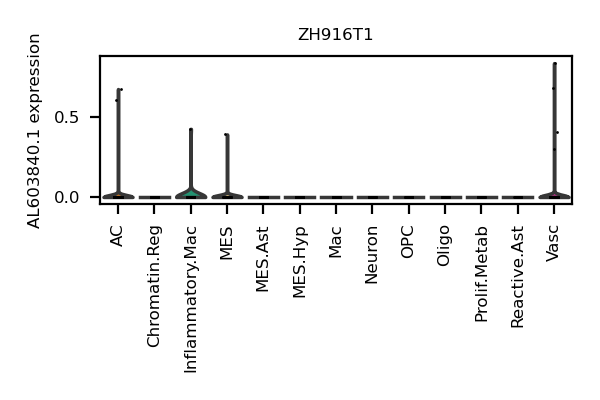 ZH916T1
AL603840.1 expression
0.5
0.0
AC
Chromatin.Reg
Inflammatory.Mac
MES
MES.Ast
MES.Hyp
Mac
Neuron
OPC
Oligo
Prolif.Metab
Reactive.Ast
Vasc